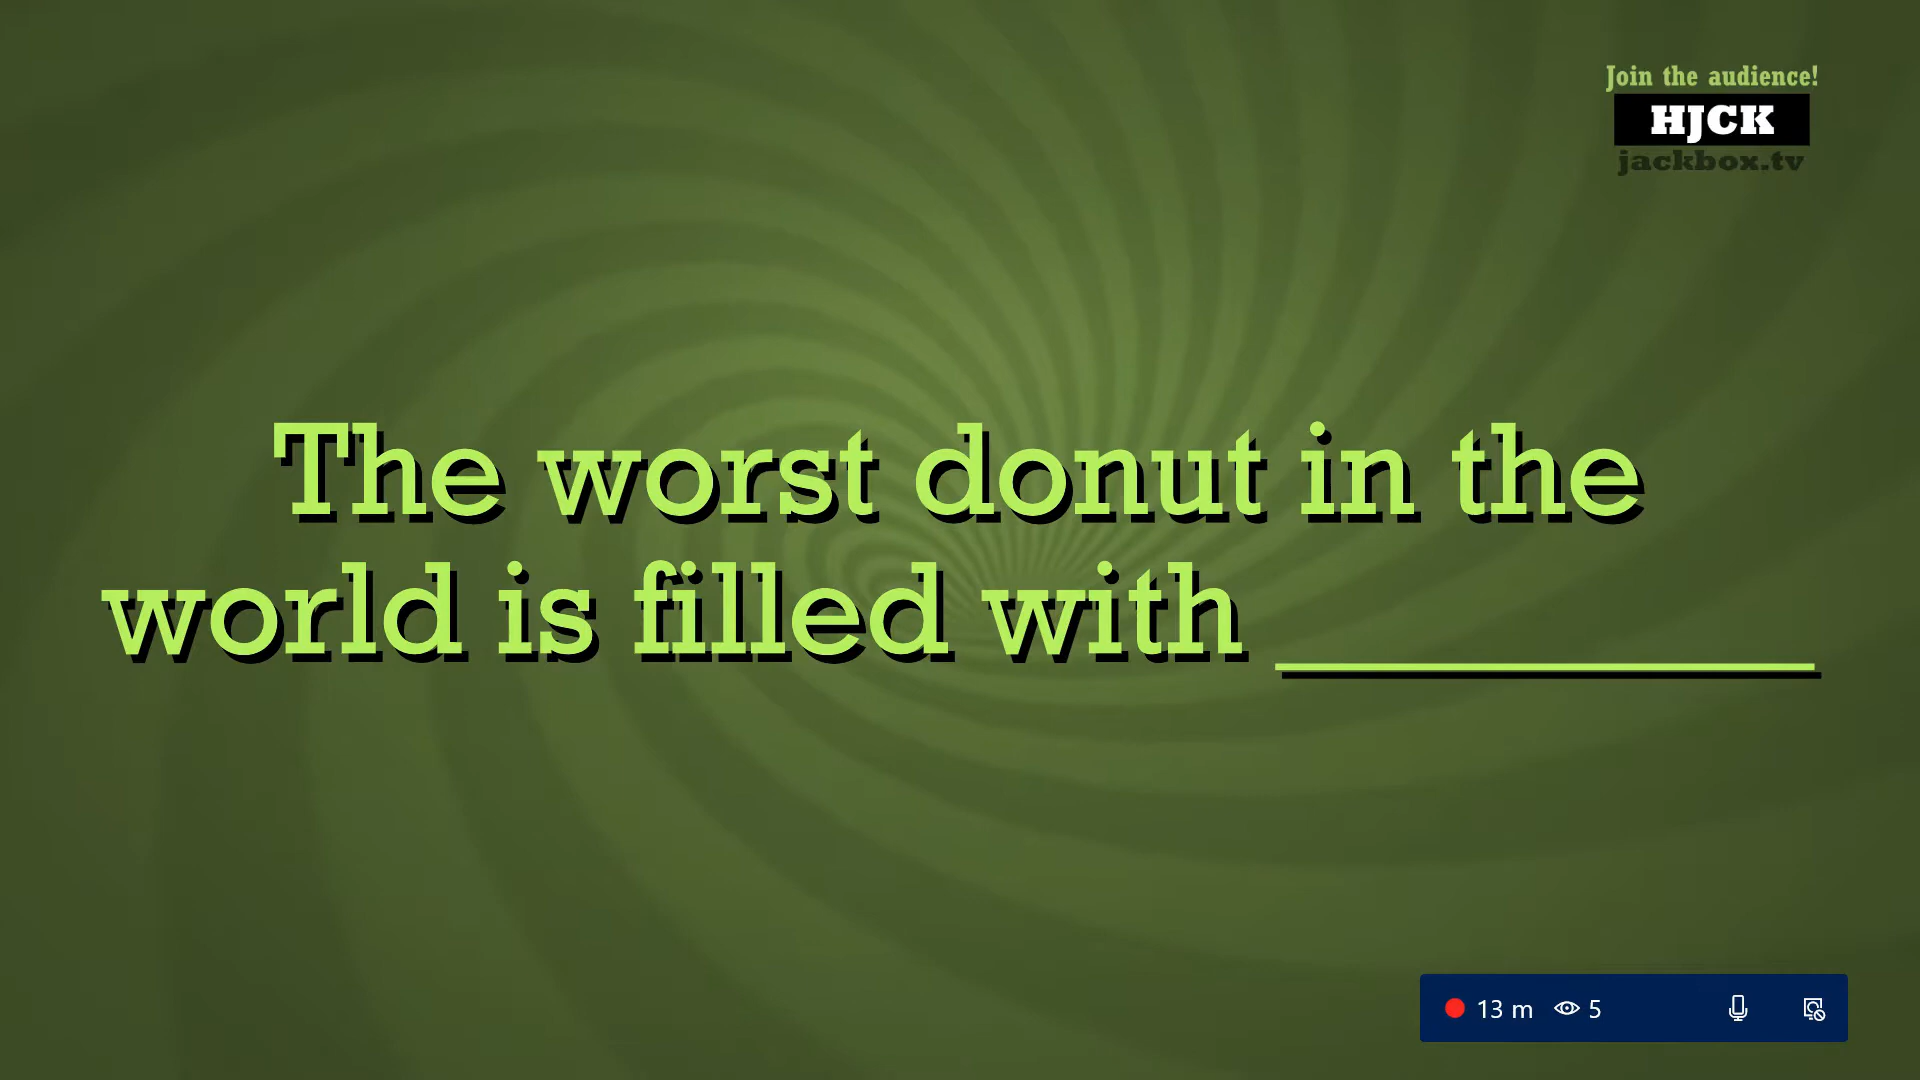 Join the audience!
HJCK
jackbox.tv
The worst donut in the
world is filled with ________
13 m 5